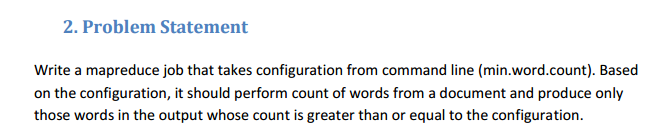 2. Problem Statement
Write a mapreduce job that takes configuration from command line (min.word.count). Based
on the configuration, it should perform count of words from a document and produce only
those words in the output whose count is greater than or equal to the configuration.